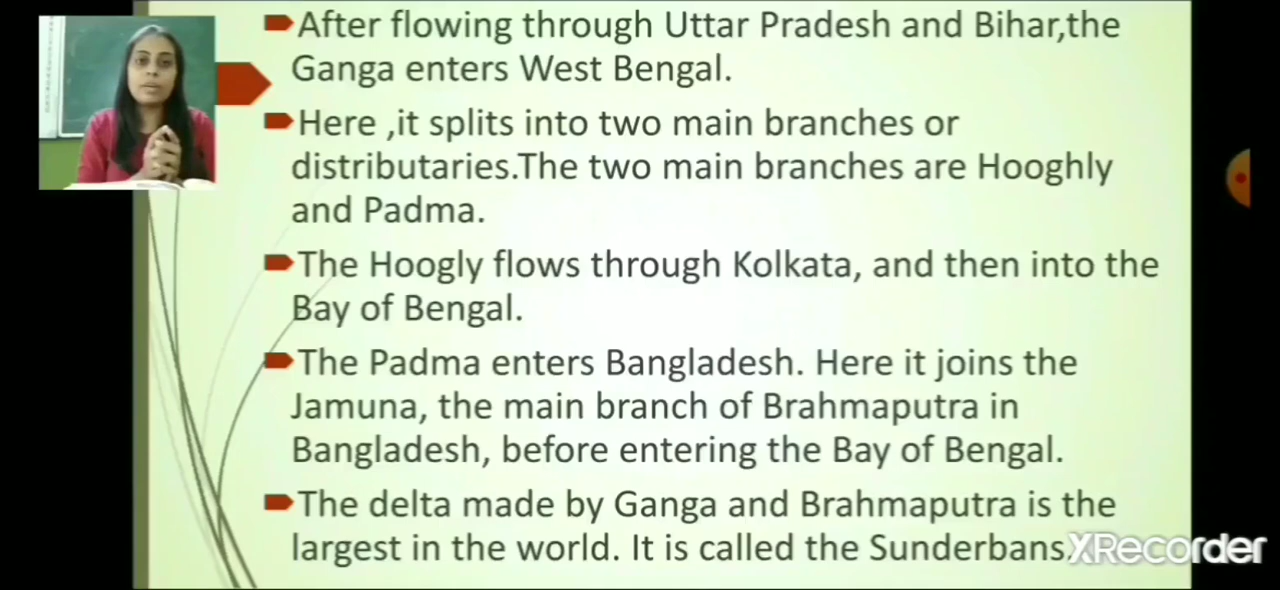 After flowing through Uttar Pradesh and Bihar,the
Ganga enters West Bengal.
Here ,it splits into two main branches or
distributaries.The two main branches are Hooghly
and Padma.
The Hoogly flows through Kolkata, and then into the
Bay of Bengal.
The Padma enters Bangladesh. Here it joins the
Jamuna, the main branch of Brahmaputra in
Bangladesh, before entering the Bay of Bengal.
The delta made by Ganga and Brahmaputra is the
largest in the world. It is called the Sunderbans.
XRecorder